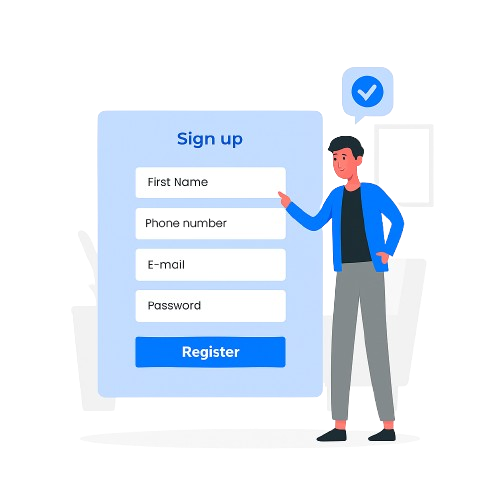 Sign up
First Name
Phone number
E-mail
Password
Register